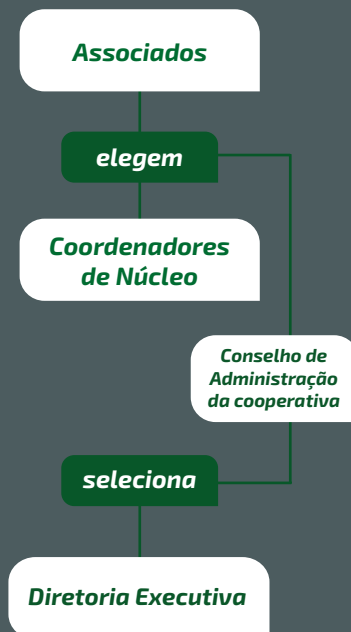 Associados
elegem
Coordenadores
de Núcleo
Conselho de
Administração
da cooperativa
seleciona
Diretoria Executiva